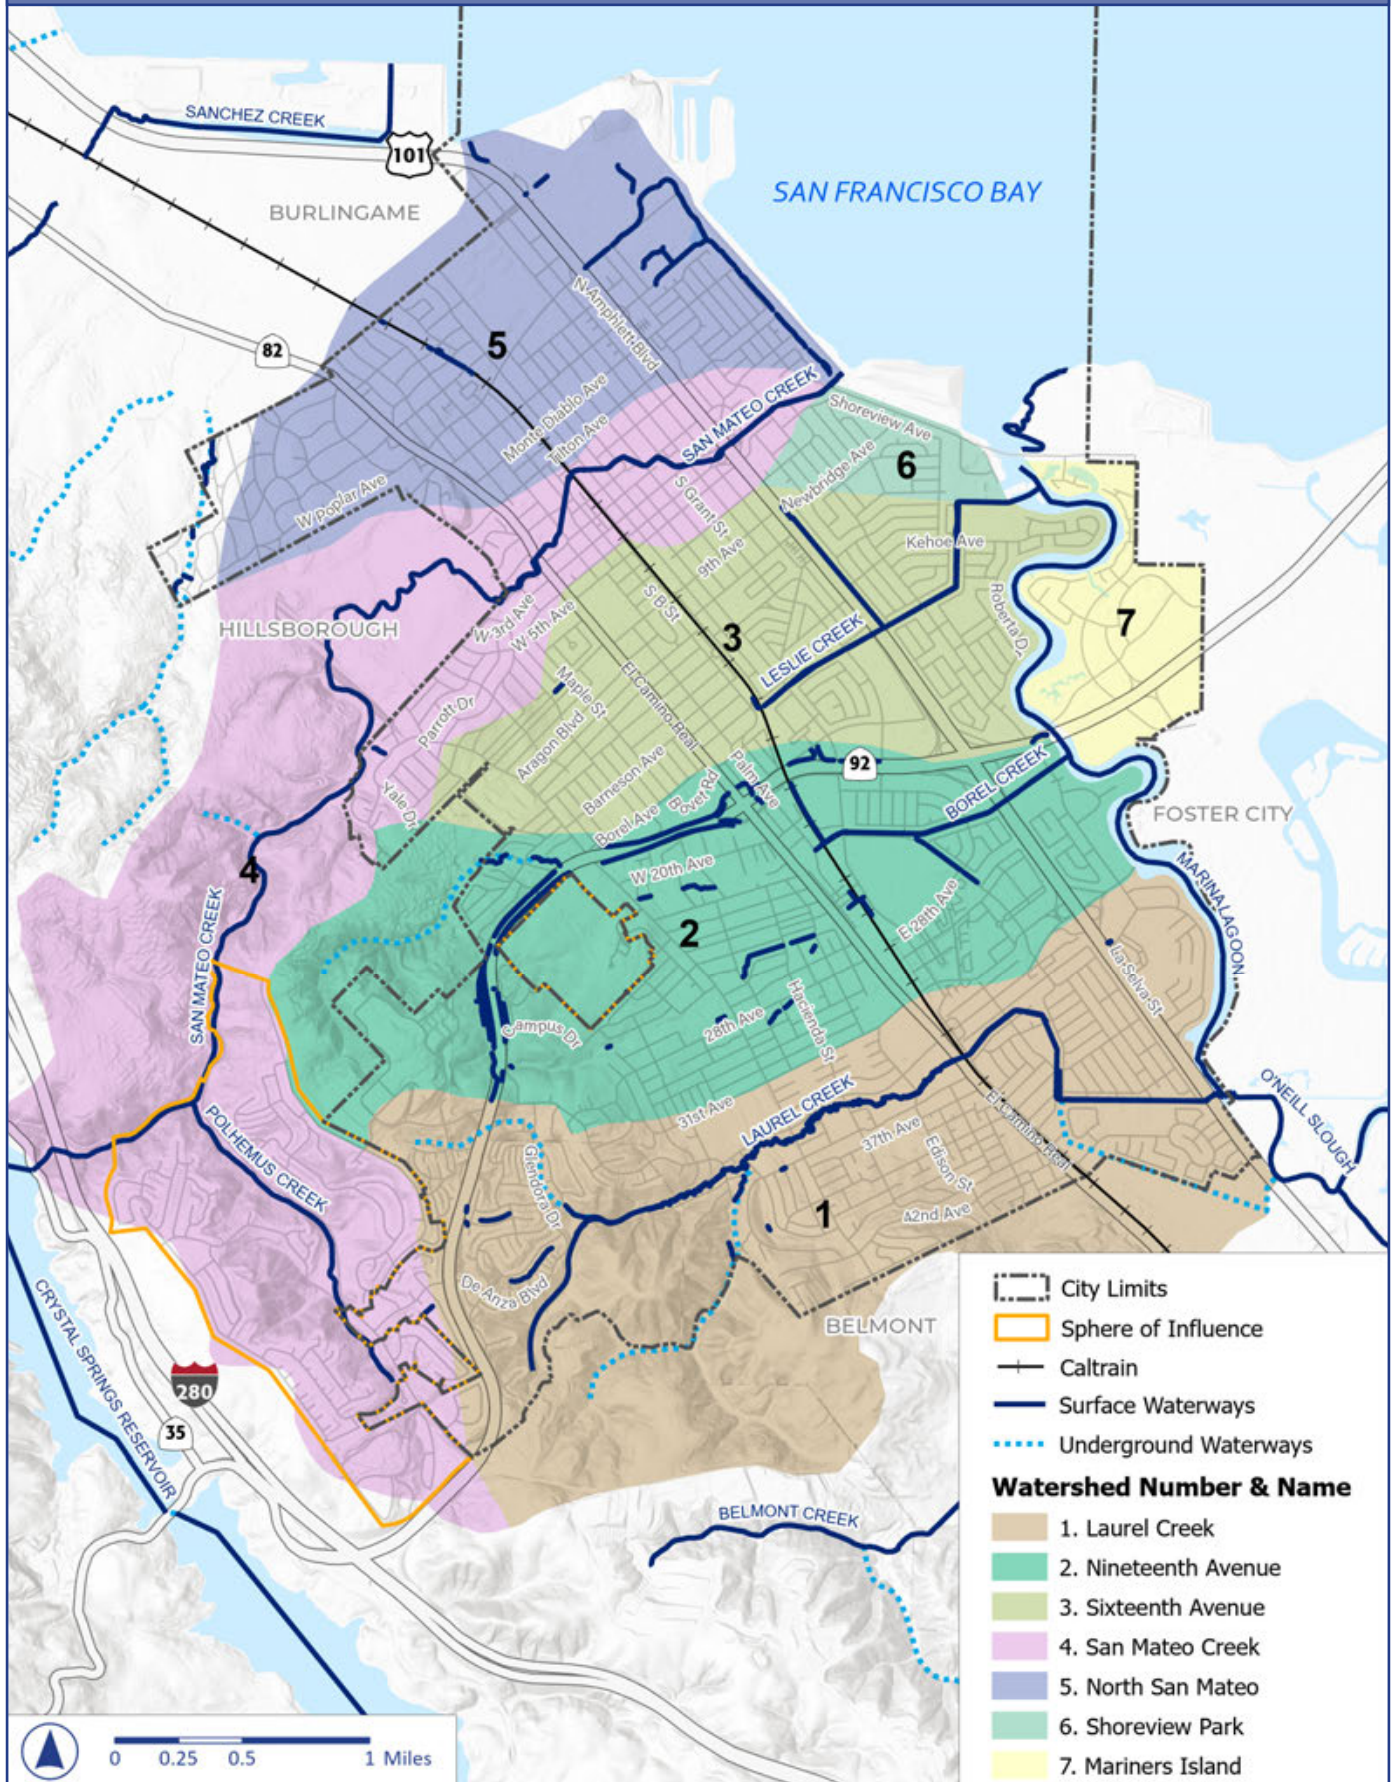 SANCHEZ CREEK
101
BURLINGAME
SAN FRANCISCO BAY
N Amphlett Blvd
82
5
Monte Diablo Ave
Tilton Ave
SAN MATEO CREEK
Shoreview Ave
6
Newbridge Ave
W Poplar Ave
S Grant St
9th Ave
Kehoe Ave
HILLSBOROUGH
W 3rd Ave
W 5th Ave
S B St
3
LESLIE CREEK
7
El Camino Real
Maple St
Parrott Dr
Aragon Blvd
Barneson Ave
Palm Ave
92
Bovet Rd
Borel Ave
BOREL CREEK
Yale Dr
FOSTER CITY
W 20th Ave
4
2
E 28th Ave
MARINA LAGOON
SAN MATEO CREEK
La Selva St
Hacienda St
28th Ave
Campus Dr
O'NEILL SLOUGH
31st Ave
LAUREL CREEK
El Camino Real
37th Ave
Edison St
POLHEMUS CREEK
Glendora Dr
1
42nd Ave
De Anza Blvd
BELMONT
CRYSTAL SPRINGS RESERVOIR
280
35
BELMONT CREEK
City Limits
Sphere of Influence
Caltrain
Surface Waterways
Underground Waterways
Watershed Number & Name
1. Laurel Creek
2. Nineteenth Avenue
3. Sixteenth Avenue
4. San Mateo Creek
5. North San Mateo
6. Shoreview Park
7. Mariners Island
0 0.25 0.5 1 Miles